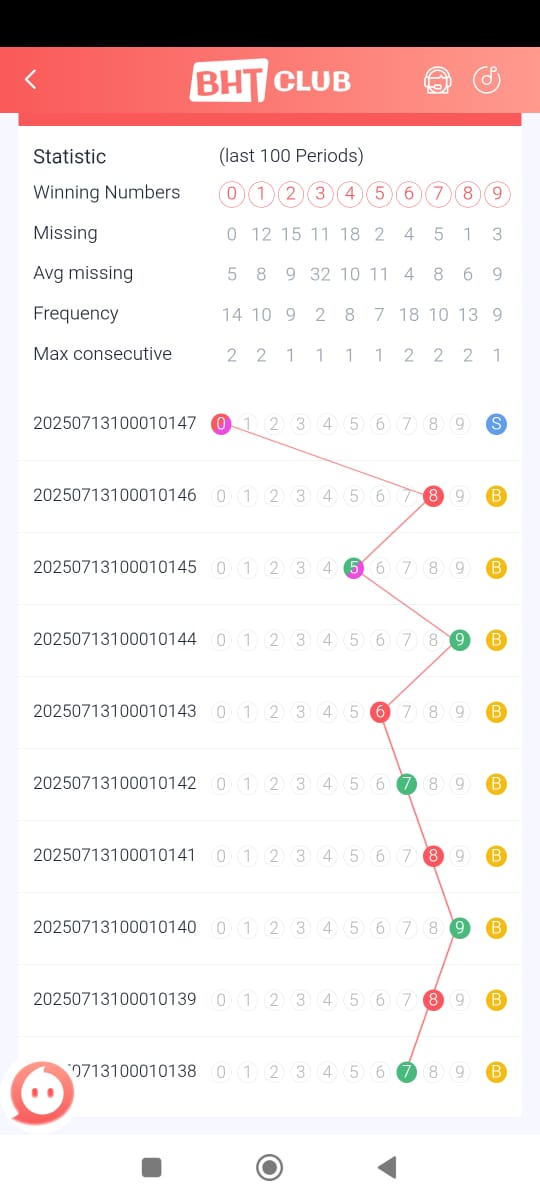 BHT CLUB
Statistic (last 100 Periods)
Winning Numbers 0 1 2 3 4 5 6 7 8 9
Missing 0 12 15 11 18 2 4 5 1 3
Avg missing 5 8 9 32 10 11 4 8 6 9
Frequency 14 10 9 2 8 7 18 10 13 9
Max consecutive 2 2 1 1 1 1 2 2 2 1
20250713100010147 0 1 2 3 4 5 6 7 8 9 S
20250713100010146 0 1 2 3 4 5 6 7 8 9 B
20250713100010145 0 1 2 3 4 5 6 7 8 9 B
20250713100010144 0 1 2 3 4 5 6 7 8 9 B
20250713100010143 0 1 2 3 4 5 6 7 8 9 B
20250713100010142 0 1 2 3 4 5 6 7 8 9 B
20250713100010141 0 1 2 3 4 5 6 7 8 9 B
20250713100010140 0 1 2 3 4 5 6 7 8 9 B
20250713100010139 0 1 2 3 4 5 6 7 8 9 B
0713100010138 0 1 2 3 4 5 6 7 8 9 B